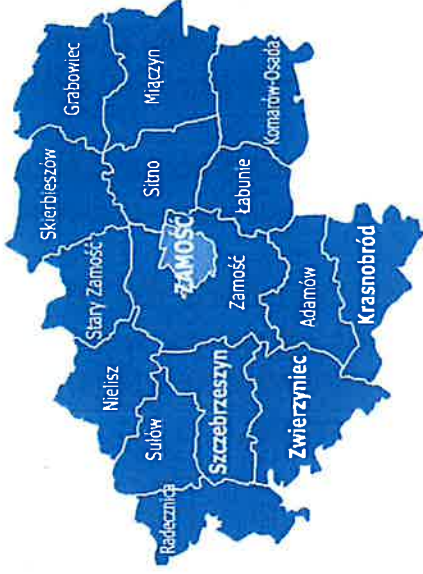 Grabowiec
Skierbieszów
Miączyn
Stary Zamość
Sitno
Komarów-Osada
Nielisz
ZAMOŚĆ
Łabunie
Sułów
Zamość
Szczebrzeszyn
Adamów
Radecznica
Krasnobród
Zwierzyniec